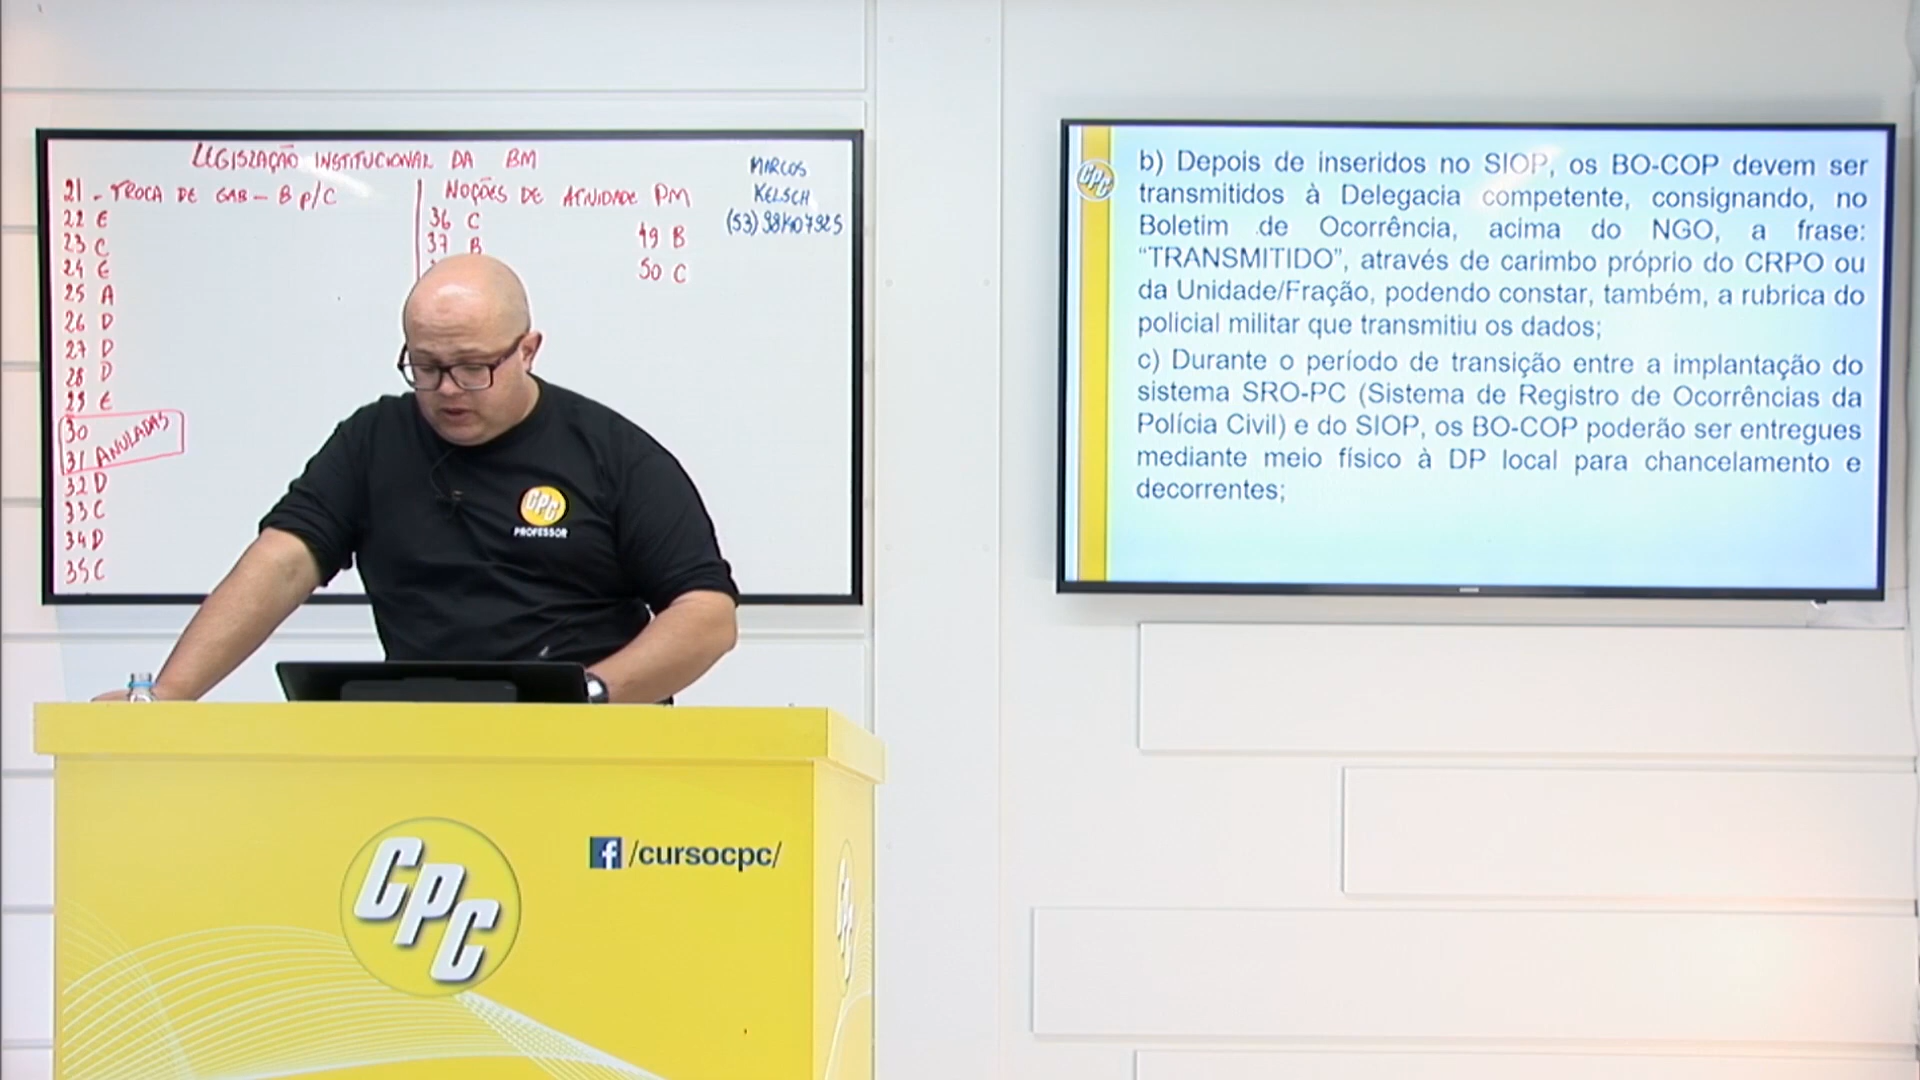 LEGISLAÇÃO INSTITUCIONAL DA BM
21 - TROCA DE GAB - B p/C
22 E
23 C
24 E
25 A
26 D
27 D
28 D
29 E
30
31 ANULADAS
32 D
33 C
34 D
35 C
NOÇÕES DE ATIVIDADE PM
36 C
37 B
49 B
50 C
MARCOS
KELSCH
CPC
b) Depois de inseridos no SIOP, os BO-COP devem ser
transmitidos à Delegacia competente, consignando, no
Boletim de Ocorrência, acima do NGO, a frase:
“TRANSMITIDO”, através de carimbo próprio do CRPO ou
da Unidade/Fração, podendo constar, também, a rubrica do
policial militar que transmitiu os dados;
c) Durante o período de transição entre a implantação do
sistema SRO-PC (Sistema de Registro de Ocorrências da
Polícia Civil) e do SIOP, os BO-COP poderão ser entregues
mediante meio físico à DP local para chancelamento e
decorrentes;
CPC
PROFESSOR
CPC
f /cursocpc/